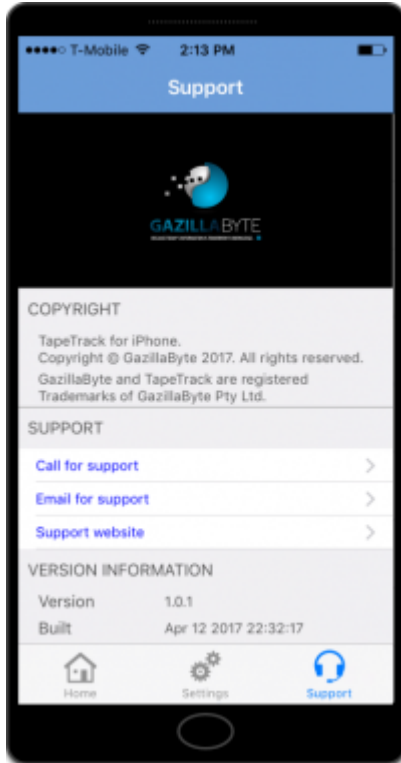 T-Mobile 2:13 PM
Support
GAZILLABYTE
COPYRIGHT
TapeTrack for iPhone.
Copyright © GazillaByte 2017. All rights reserved.
GazillaByte and TapeTrack are registered
Trademarks of GazillaByte Pty Ltd.
SUPPORT
Call for support
Email for support
Support website
VERSION INFORMATION
Version 1.0.1
Built Apr 12 2017 22:32:17
Home Settings Support